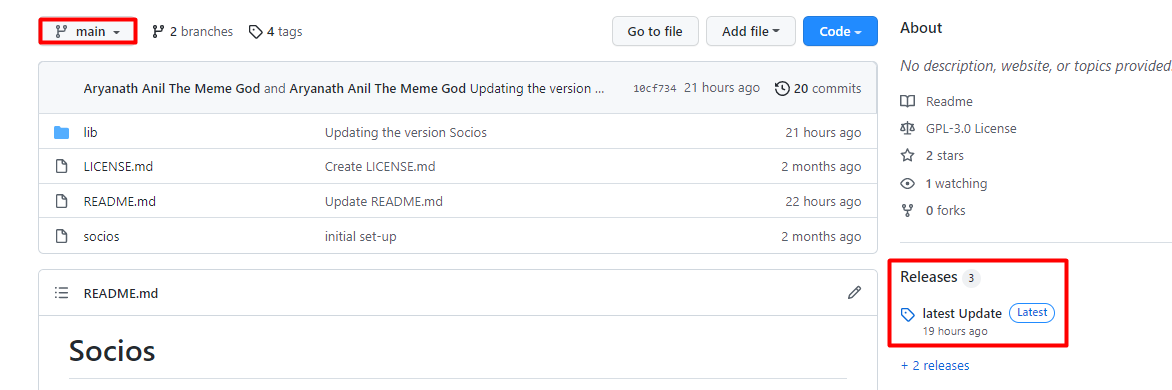 main
2 branches
4 tags
Go to file
Add file
Code
Aryanath Anil The Meme God and Aryanath Anil The Meme God Updating the version ...
10cf734 21 hours ago
20 commits
lib
Updating the version Socios
21 hours ago
LICENSE.md
Create LICENSE.md
2 months ago
README.md
Update README.md
22 hours ago
socios
initial set-up
2 months ago
README.md
Socios
About
No description, website, or topics provided.
Readme
GPL-3.0 License
2 stars
1 watching
0 forks
Releases 3
latest Update Latest
19 hours ago
+ 2 releases